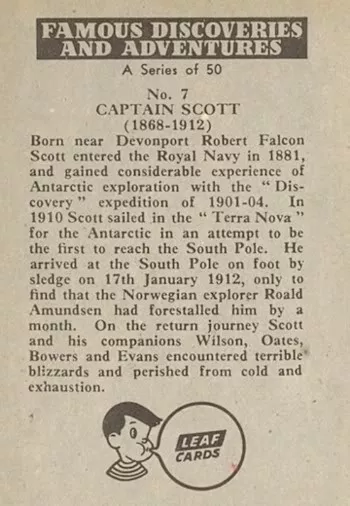 FAMOUS DISCOVERIES
AND ADVENTURES
A Series of 50
No. 7
CAPTAIN SCOTT
(1868-1912)
Born near Devonport Robert Falcon
Scott entered the Royal Navy in 1881,
and gained considerable experience of
Antarctic exploration with the “ Dis-
covery ” expedition of 1901-04. In
1910 Scott sailed in the “ Terra Nova ”
for the Antarctic in an attempt to be
the first to reach the South Pole. He
arrived at the South Pole on foot by
sledge on 17th January 1912, only to
find that the Norwegian explorer Roald
Amundsen had forestalled him by a
month. On the return journey Scott
and his companions Wilson, Oates,
Bowers and Evans encountered terrible
blizzards and perished from cold and
exhaustion.
LEAF
CARDS